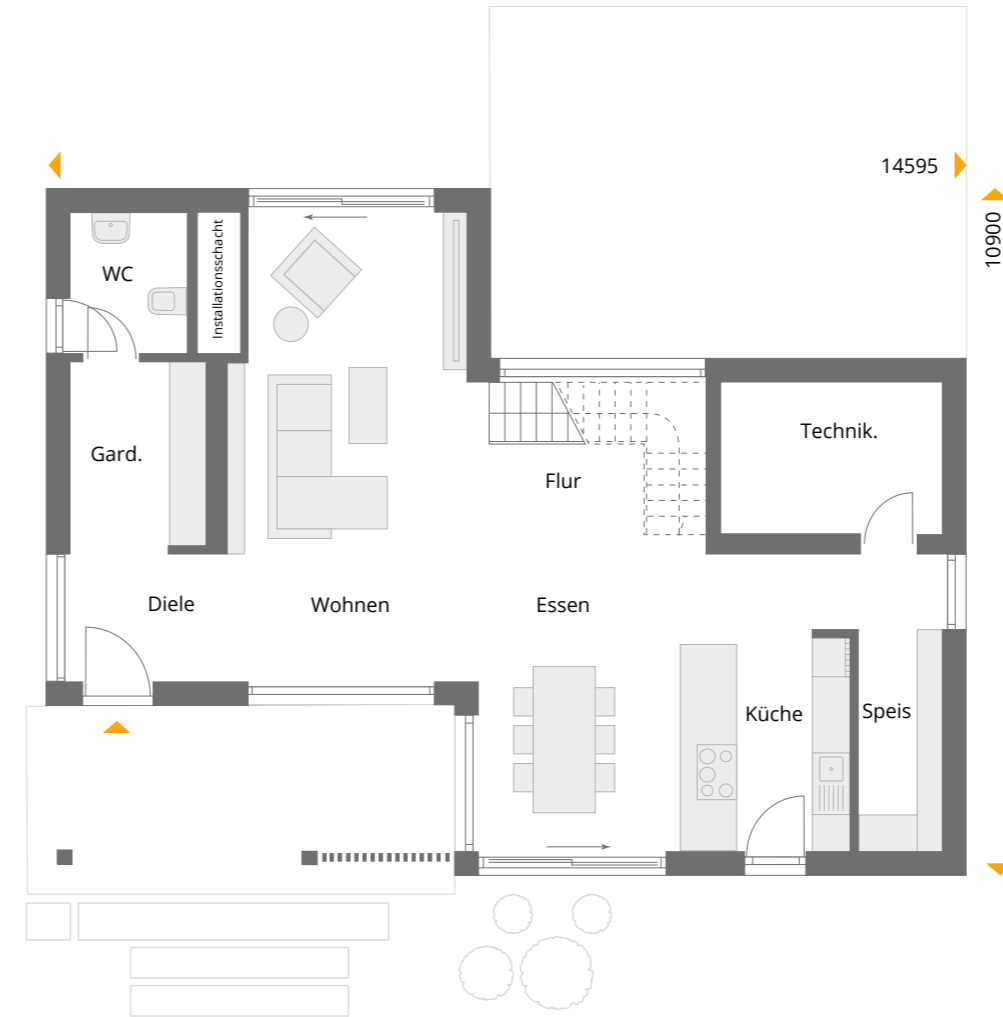 14595
10900
WC
Installationsschacht
Gard.
Technik.
Flur
Diele
Wohnen
Essen
Küche
Speis